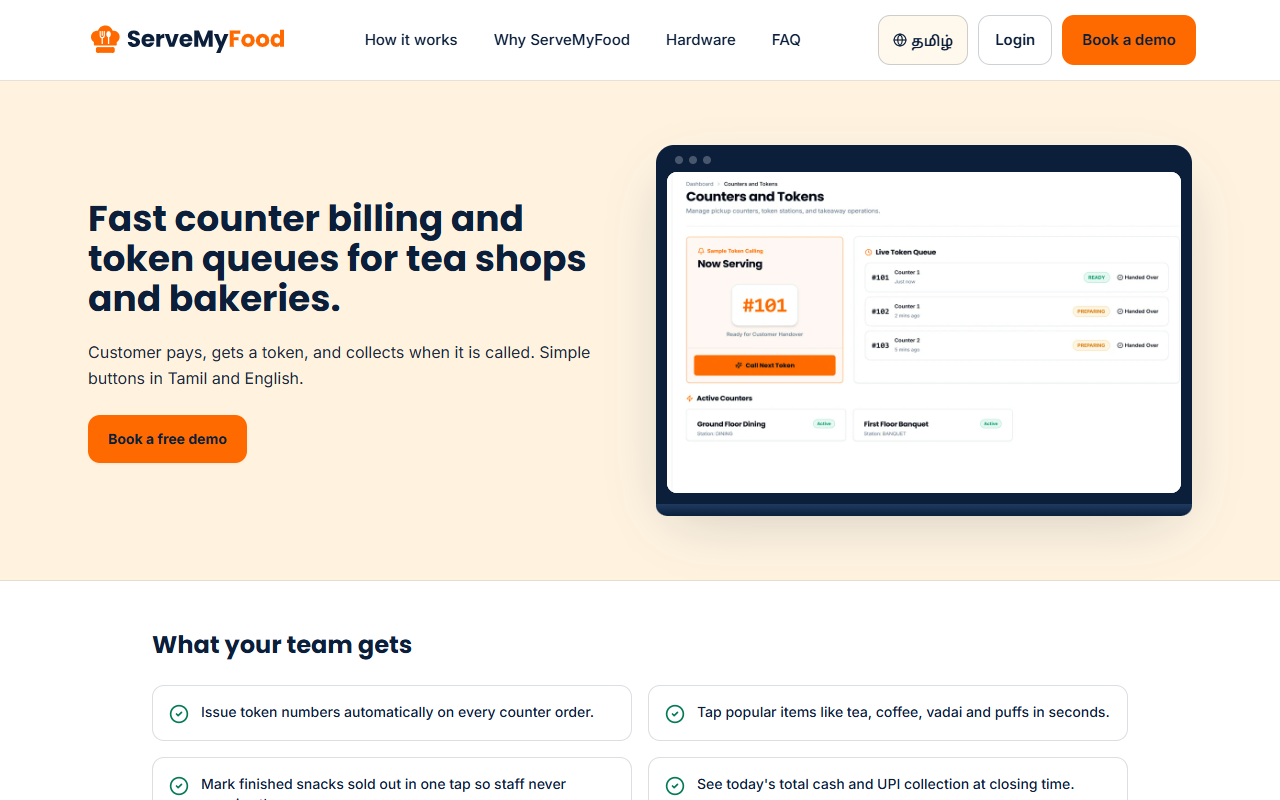 ServeMyFood
How it works
Why ServeMyFood
Hardware
FAQ
தமிழ்
Login
Book a demo
Fast counter billing and
token queues for tea shops
and bakeries.
Customer pays, gets a token, and collects when it is called. Simple
buttons in Tamil and English.
Book a free demo
Dashboard
Counters and Tokens
Counters and Tokens
Manage pickup counters, token stations, and takeaway operations.
Sample Token Calling
Now Serving
#101
Ready for Customer Handover
Call Next Token
Live Token Queue
#101
Counter 1
Just now
READY
Handed Over
#102
Counter 1
2 mins ago
PREPARING
Handed Over
#103
Counter 2
5 mins ago
PREPARING
Handed Over
Active Counters
Ground Floor Dining
Active
Station: DINING
First Floor Banquet
Active
Station: BANQUET
What your team gets
Issue token numbers automatically on every counter order.
Tap popular items like tea, coffee, vadai and puffs in seconds.
Mark finished snacks sold out in one tap so staff never
See today's total cash and UPI collection at closing time.